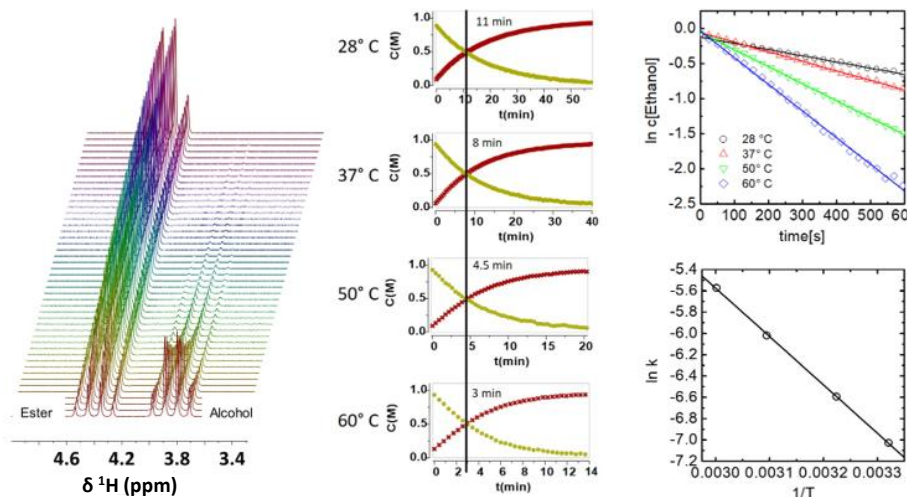 Ester
Alcohol
4.6 4.2 3.8 3.4
δ ¹H (ppm)
28° C
C(M)
1.0
0.5
0.0
11 min
0 10 20 30 40 50
t(min)
37° C
C(M)
1.0
0.5
0.0
8 min
0 10 20 30 40
t(min)
50° C
C(M)
1.0
0.5
0.0
4.5 min
0 5 10 15 20
t(min)
60° C
C(M)
1.0
0.5
0.0
3 min
0 2 4 6 8 10 12 14
t(min)
ln c[Ethanol]
0.0
-0.5
-1.0
-1.5
-2.0
-2.5
28 °C
37° C
50° C
60° C
0 100 200 300 400 500 600
time[s]
ln k
-5.4
-5.6
-5.8
-6.0
-6.2
-6.4
-6.6
-6.8
-7.0
-7.2
0.0030 0.0031 0.0032 0.0033
1/T